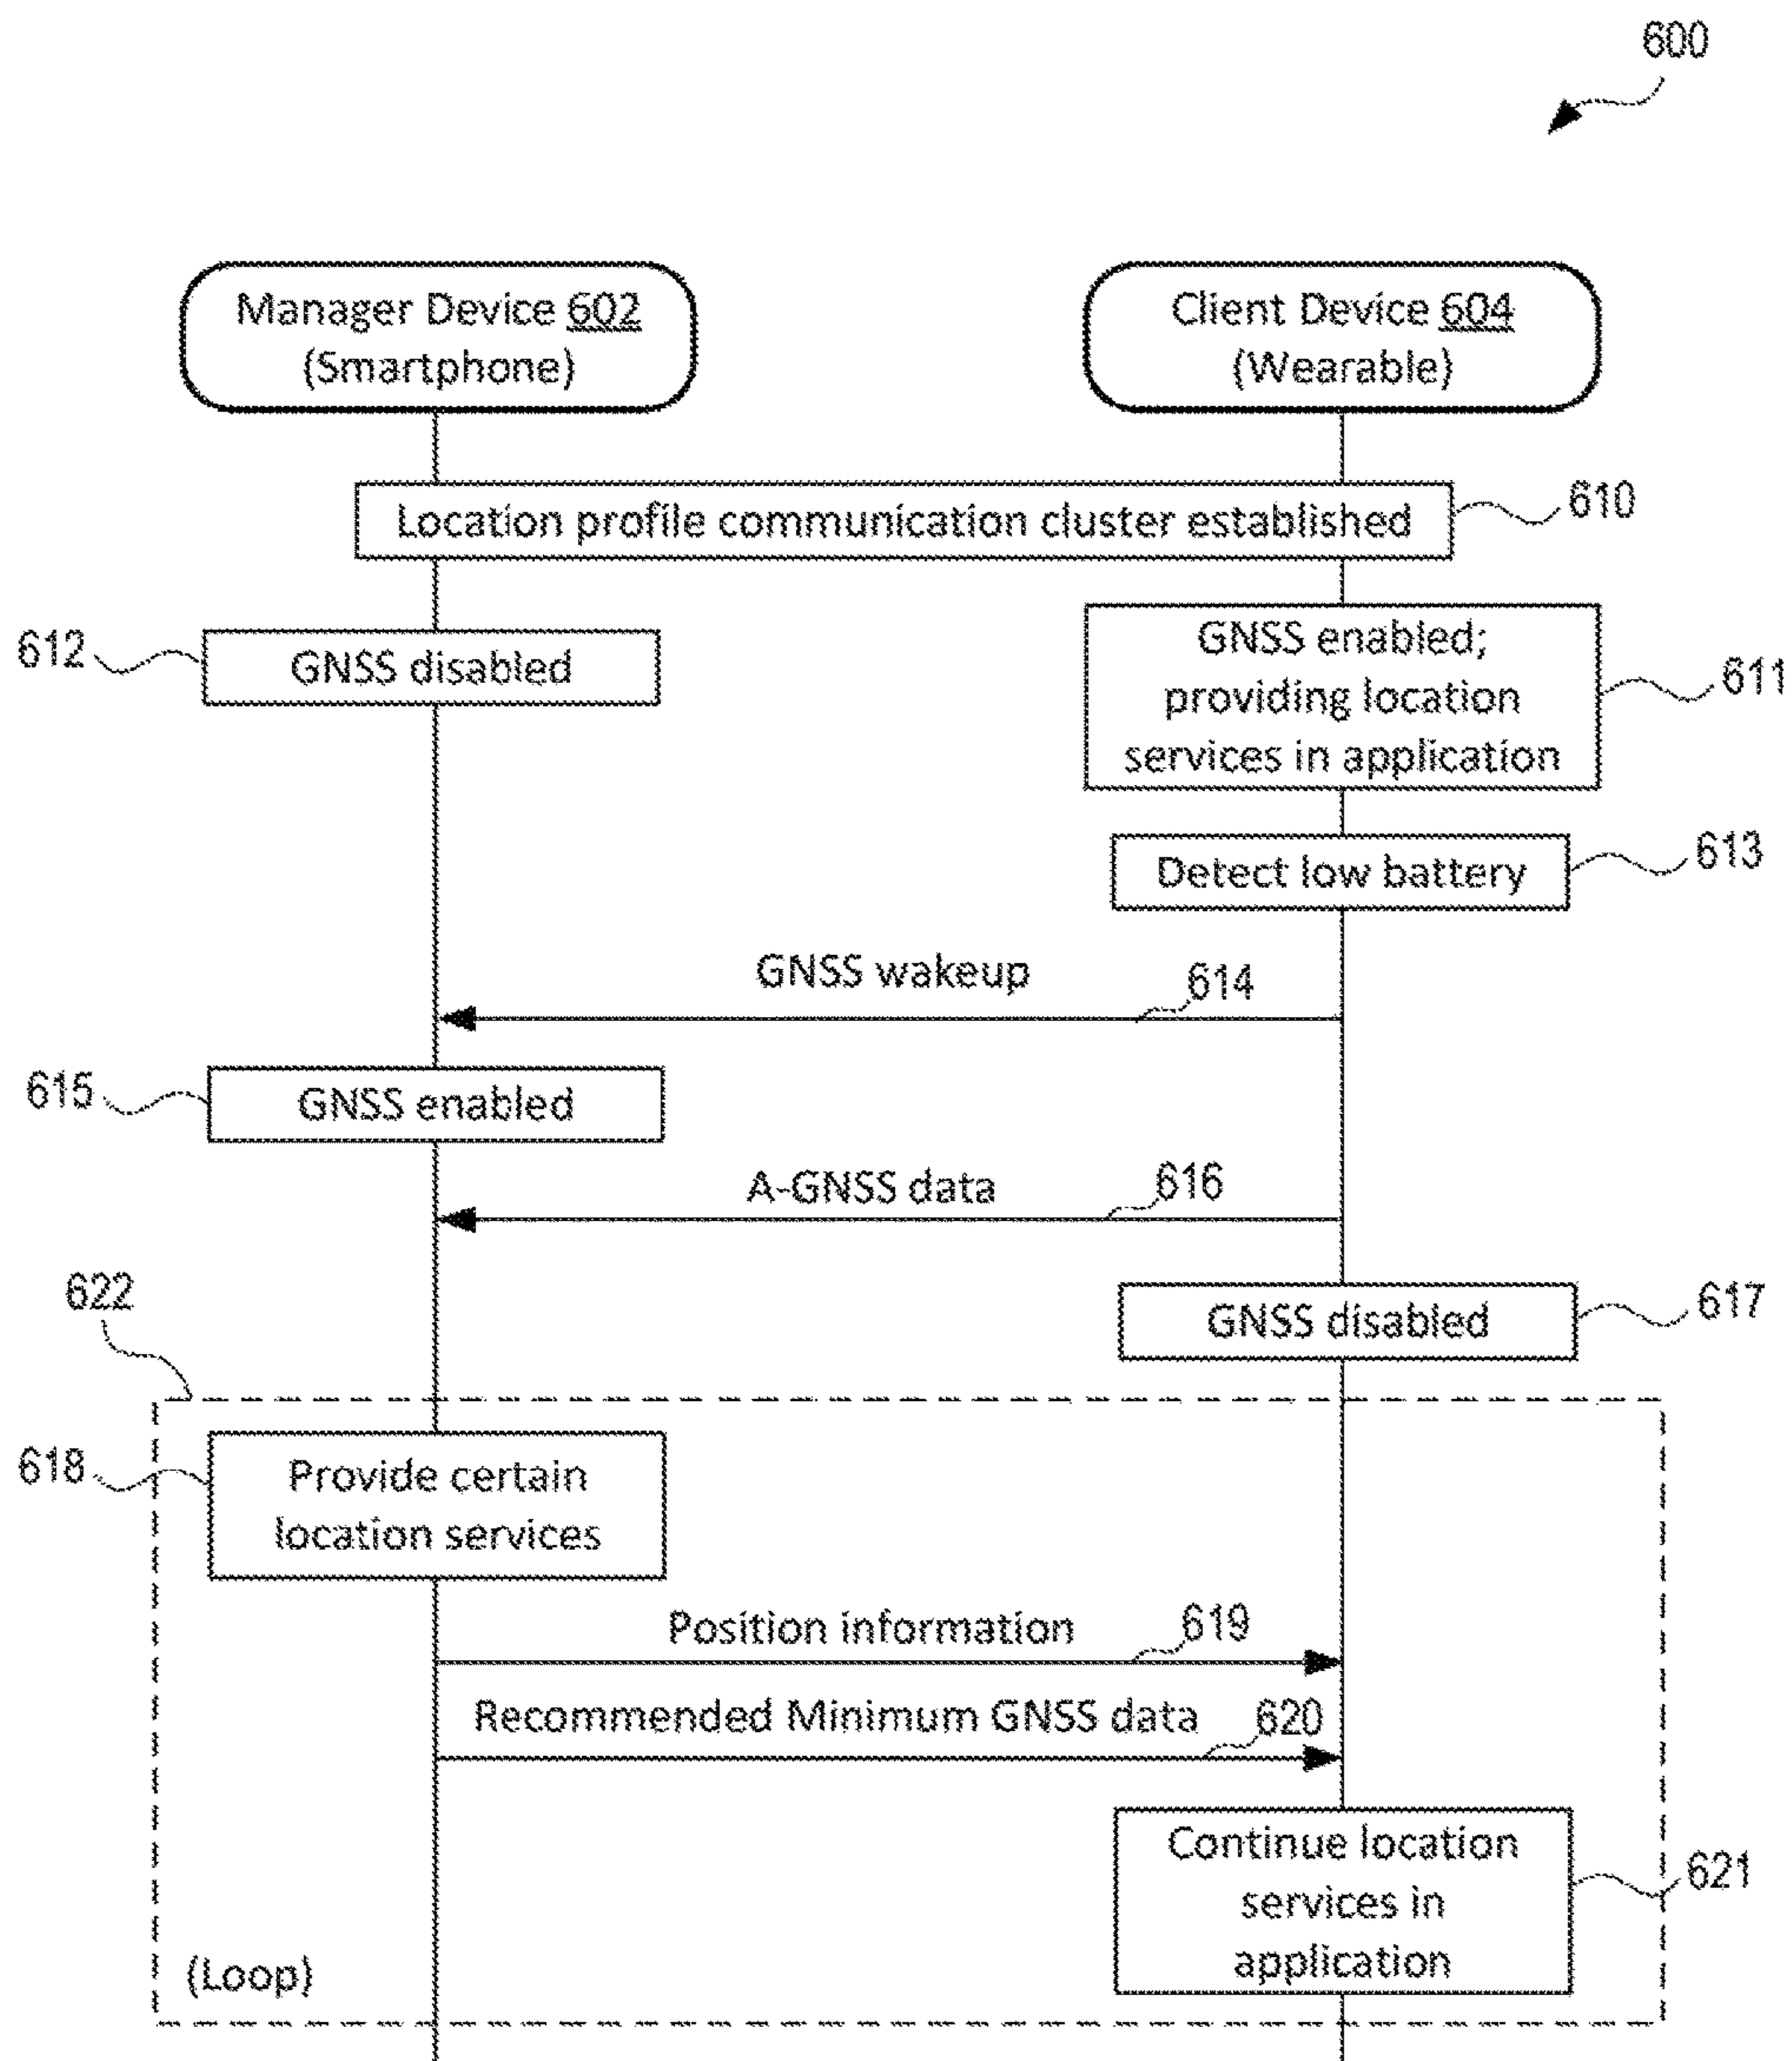 600
Manager Device 602
(Smartphone)
Client Device 604
(Wearable)
Location profile communication cluster established
610
612
GNSS disabled
GNSS enabled;
providing location
services in application
611
Detect low battery
613
GNSS wakeup
614
615
GNSS enabled
A-GNSS data
616
622
GNSS disabled
617
618
Provide certain
location services
Position information
619
Recommended Minimum GNSS data
620
Continue location
services in
application
621
(Loop)